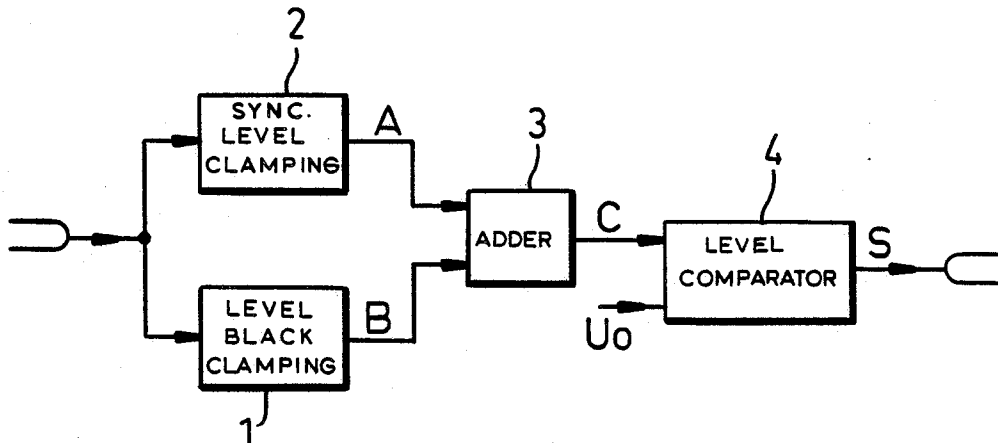 2
SYNC.
LEVEL
CLAMPING
A
3
ADDER
C
4
LEVEL
COMPARATOR
S
Uo
LEVEL
BLACK
CLAMPING
B
1